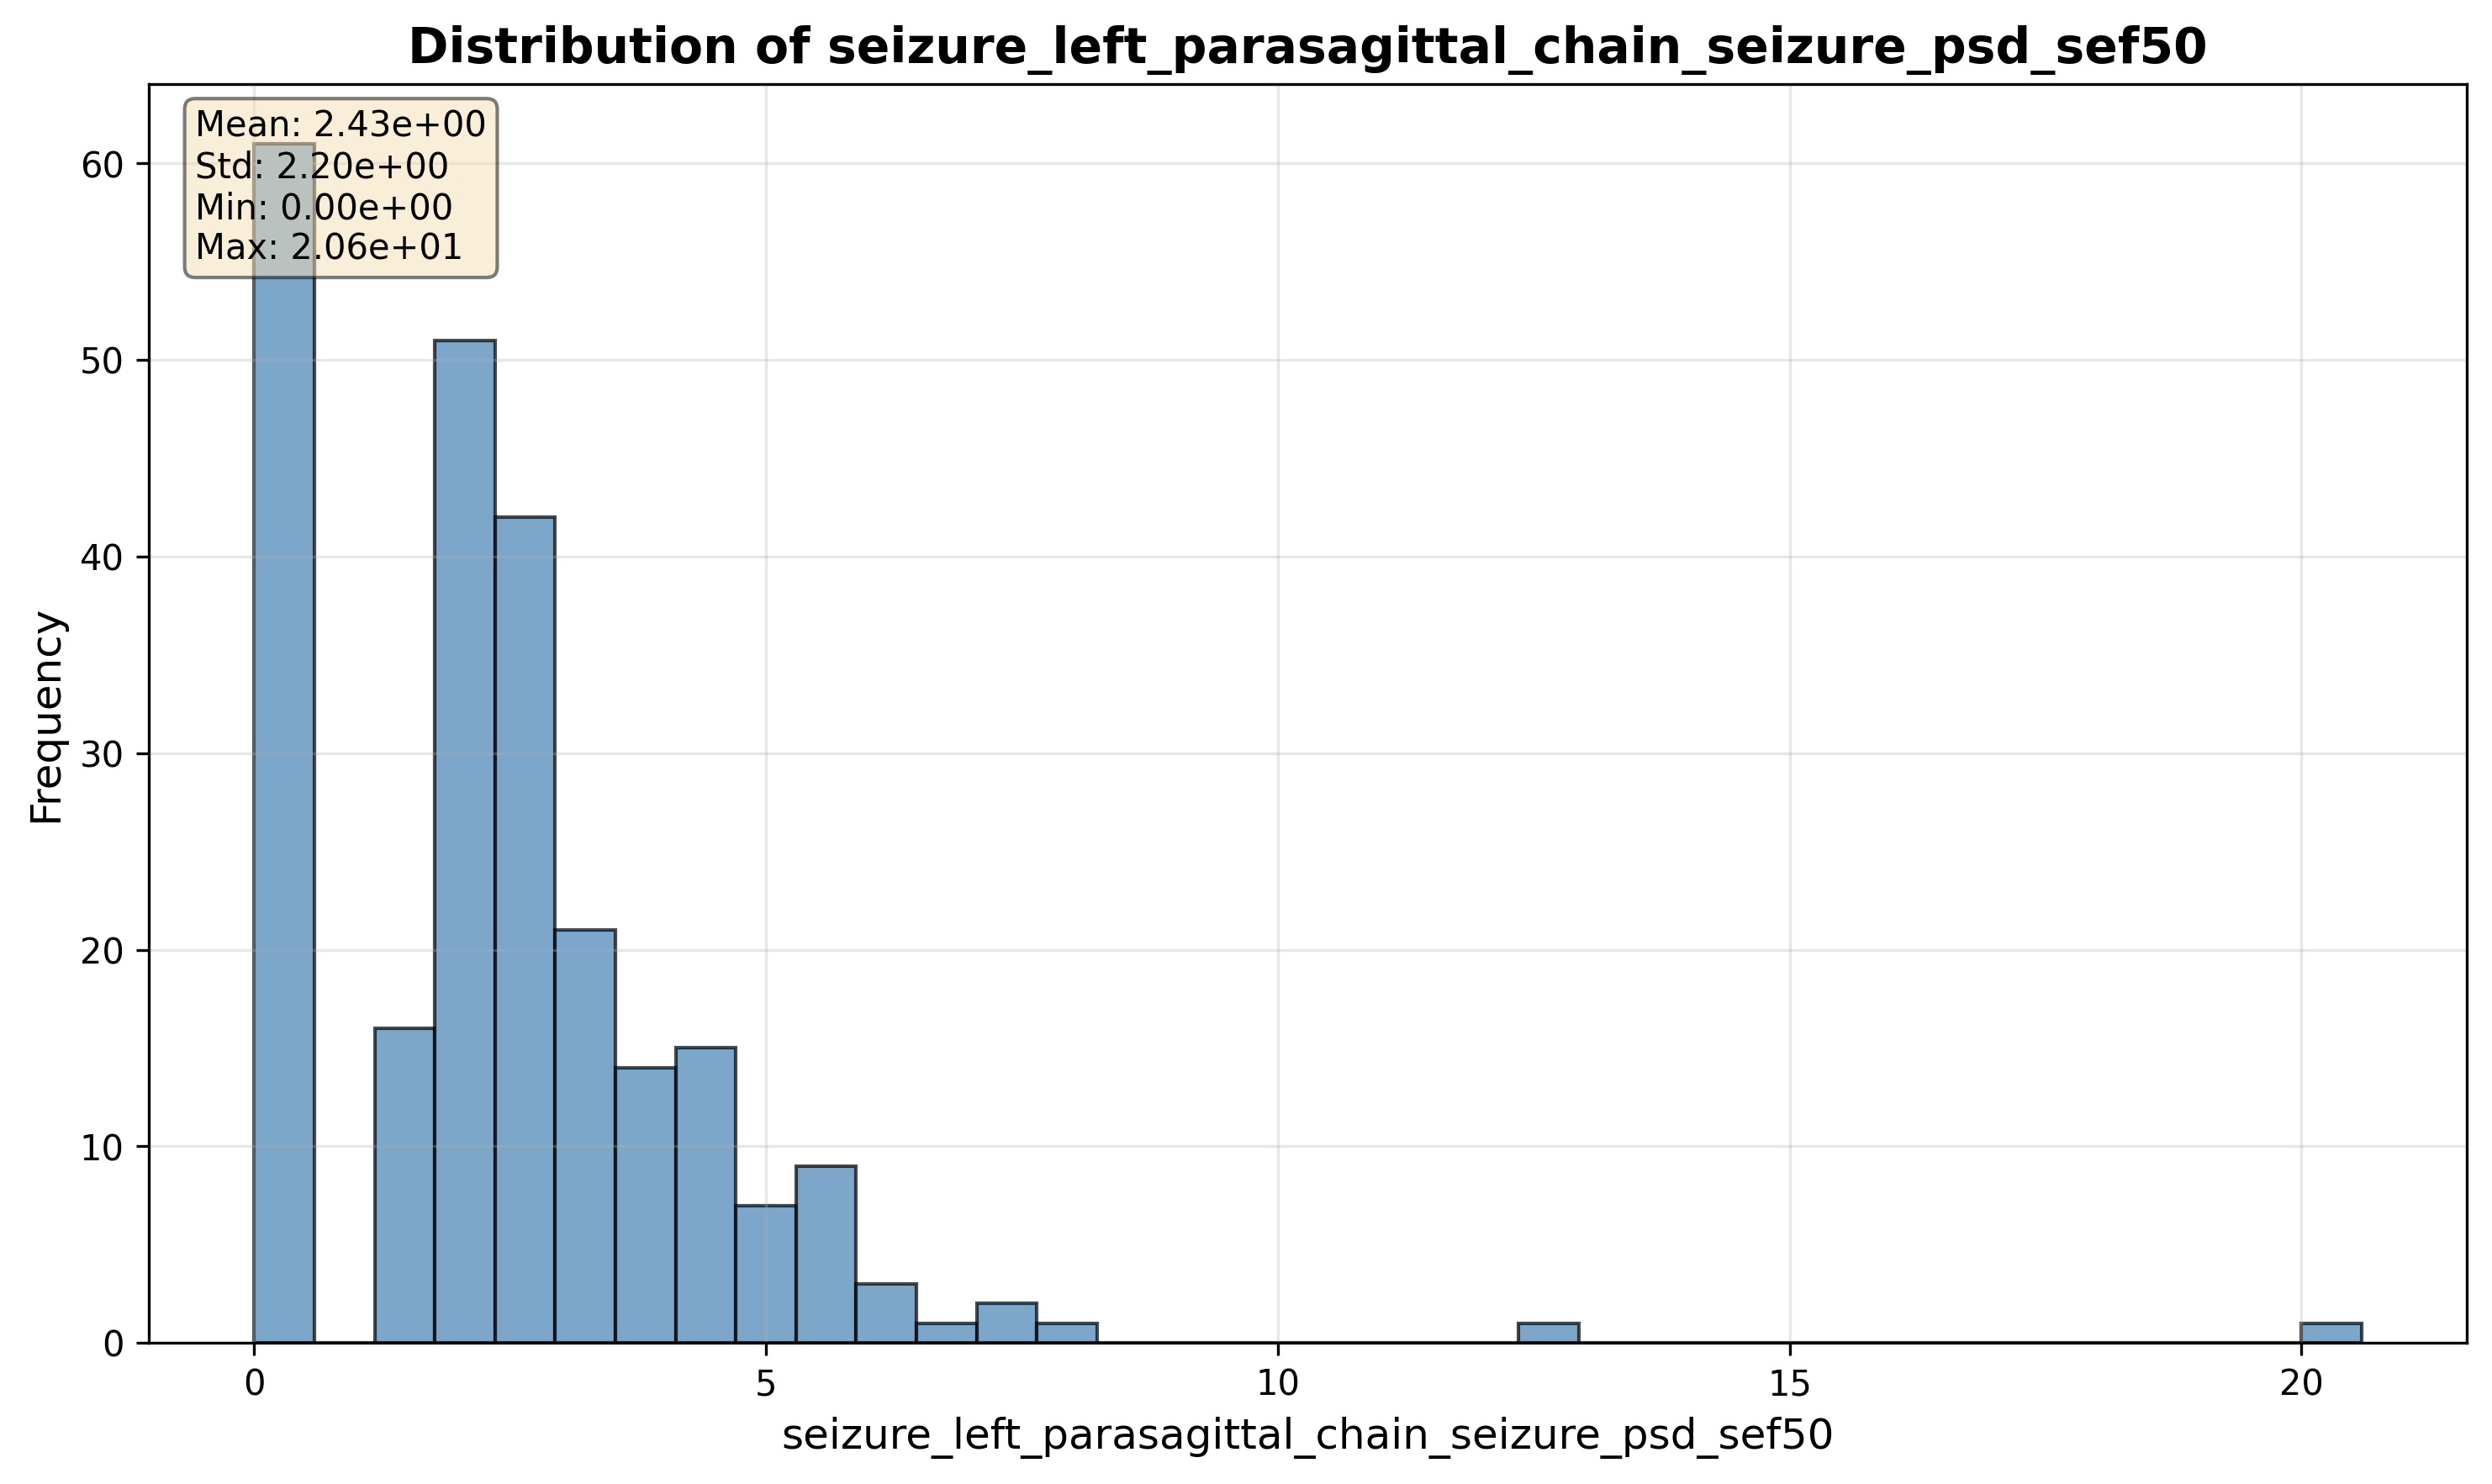 Distribution of seizure_left_parasagittal_chain_seizure_psd_sef50
Mean: 2.43e+00
Std: 2.20e+00
Min: 0.00e+00
Max: 2.06e+01
60
50
40
30
20
10
0
Frequency
0 5 10 15 20
seizure_left_parasagittal_chain_seizure_psd_sef50